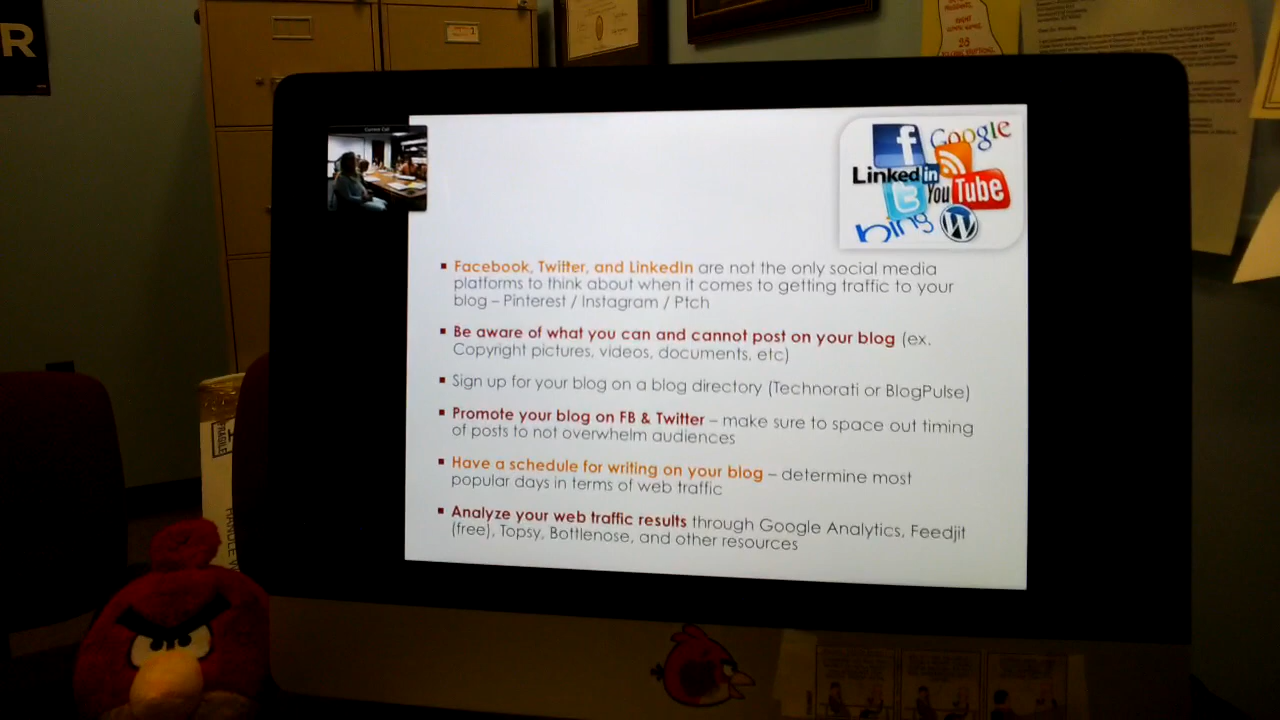 R
Current Call
Google
Linked in
YouTube
bing
▪ Facebook, Twitter, and LinkedIn are not the only social media
platforms to think about when it comes to getting traffic to your
blog – Pinterest / Instagram / Ptch
▪ Be aware of what you can and cannot post on your blog (ex.
Copyright pictures, videos, documents, etc)
▪ Sign up for your blog on a blog directory (Technorati or BlogPulse)
▪ Promote your blog on FB & Twitter – make sure to space out timing
of posts to not overwhelm audiences
▪ Have a schedule for writing on your blog – determine most
popular days in terms of web traffic
▪ Analyze your web traffic results through Google Analytics, Feedjit
(free), Topsy, Bottlenose, and other resources
FRAGILE